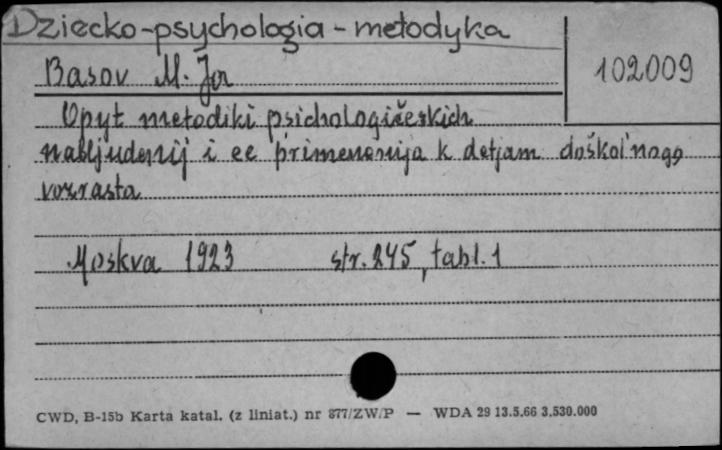 Dziecko-psychologia-metodyka
Basov M. Ja
102009
Opyt metodiki psichologičeskich
nabljudenij i ee primenenija k detjam doškol'nogo
vozrasta
Moskva 1923 str. 245, tabl. 1
CWD, B-15b Karta katal. (z liniat.) nr 877/ZW/P — WDA 29 13.5.66 3.530.000